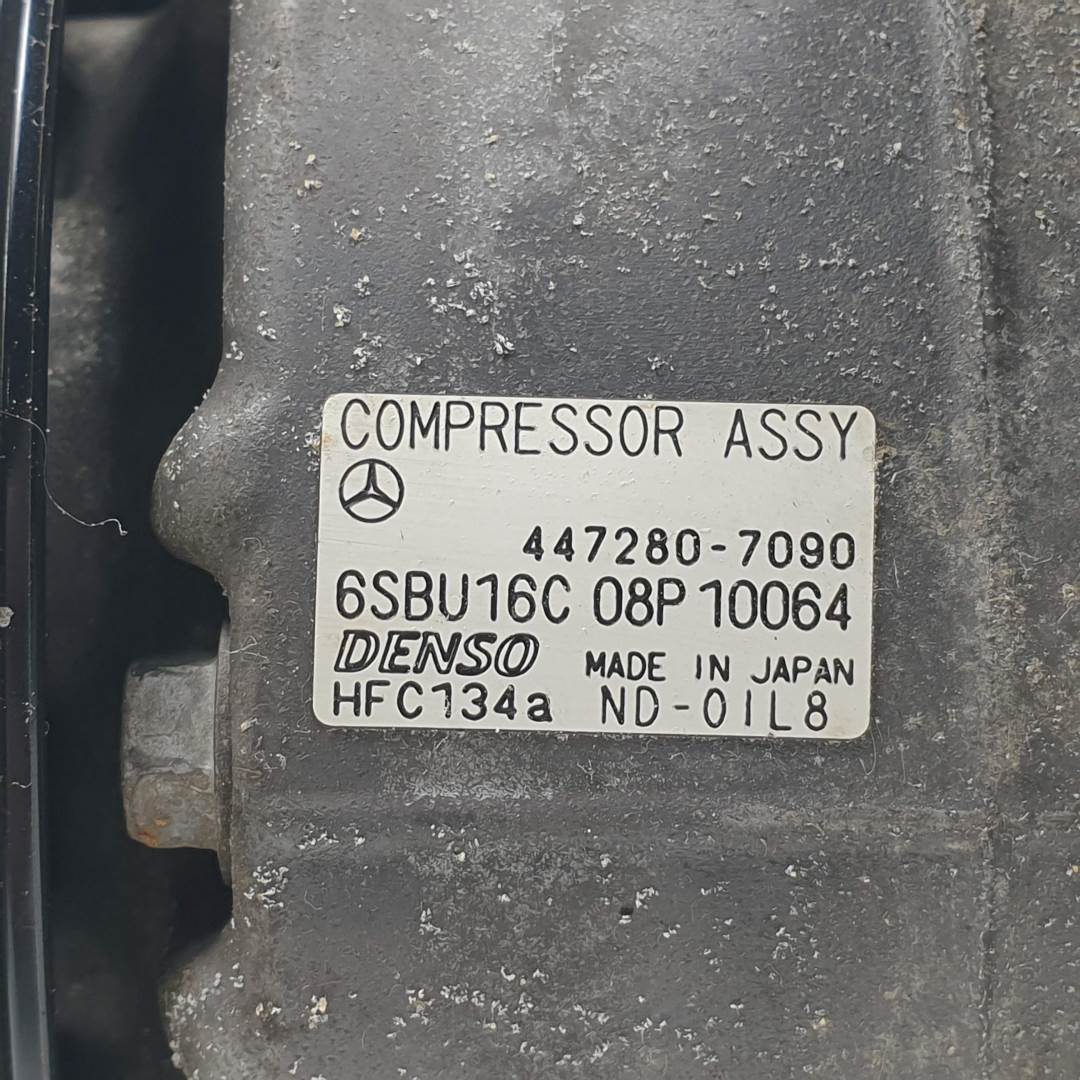 COMPRESSOR ASSY
447280-7090
6SBU16C 08P 10064
DENSO MADE IN JAPAN
HFC134a ND-OIL8